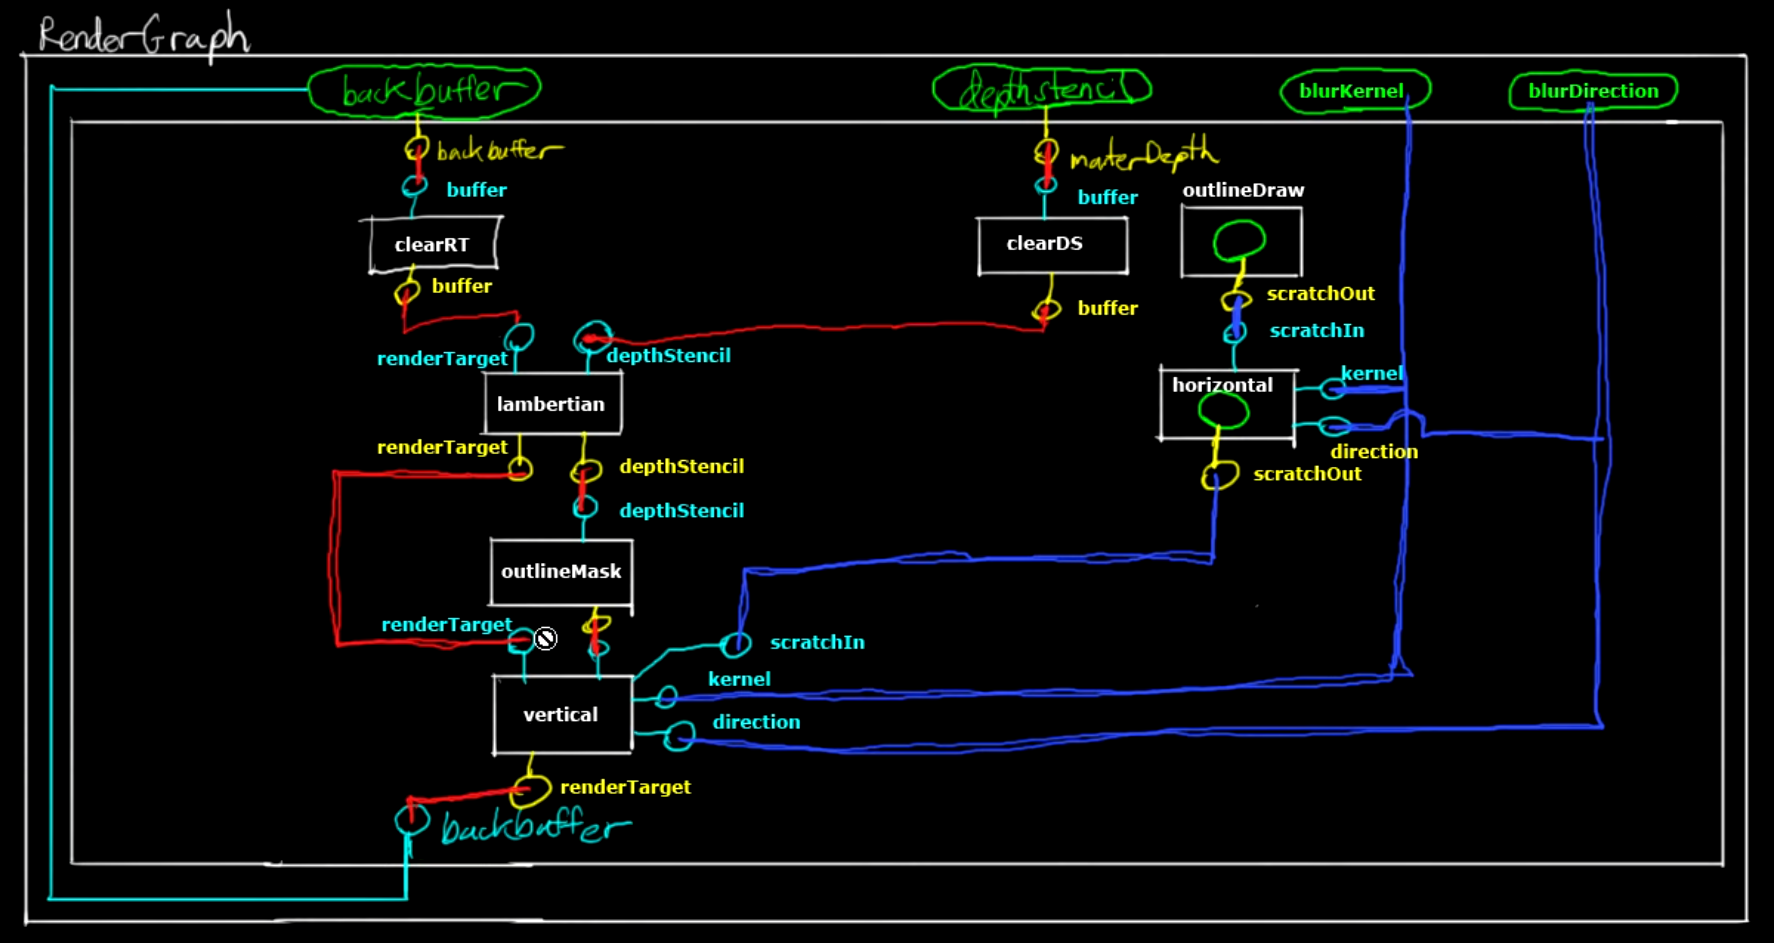 RenderGraph
backbuffer
depthstencil
blurKernel
blurDirection
backbuffer
masterDepth
buffer
buffer
outlineDraw
clearRT
clearDS
buffer
buffer
scratchOut
scratchIn
renderTarget
depthStencil
kernel
horizontal
lambertian
renderTarget
depthStencil
direction
scratchOut
depthStencil
outlineMask
renderTarget
scratchIn
kernel
vertical
direction
renderTarget
backbuffer